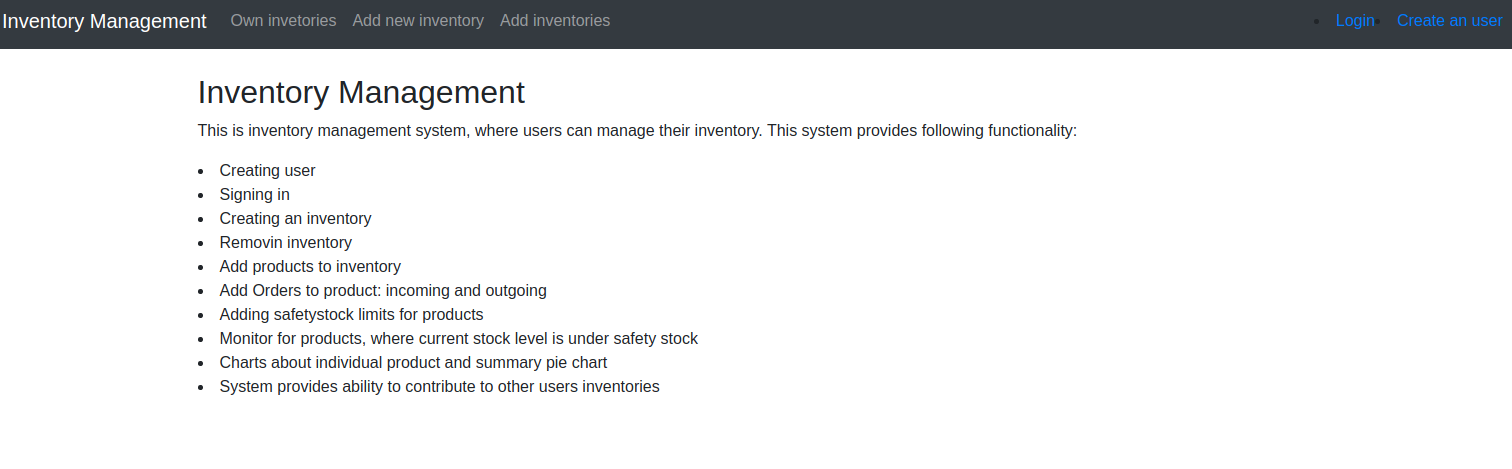 Inventory Management Own invetories Add new inventory Add inventories Login Create an user
Inventory Management
This is inventory management system, where users can manage their inventory. This system provides following functionality:
Creating user
Signing in
Creating an inventory
Removin inventory
Add products to inventory
Add Orders to product: incoming and outgoing
Adding safetystock limits for products
Monitor for products, where current stock level is under safety stock
Charts about individual product and summary pie chart
System provides ability to contribute to other users inventories